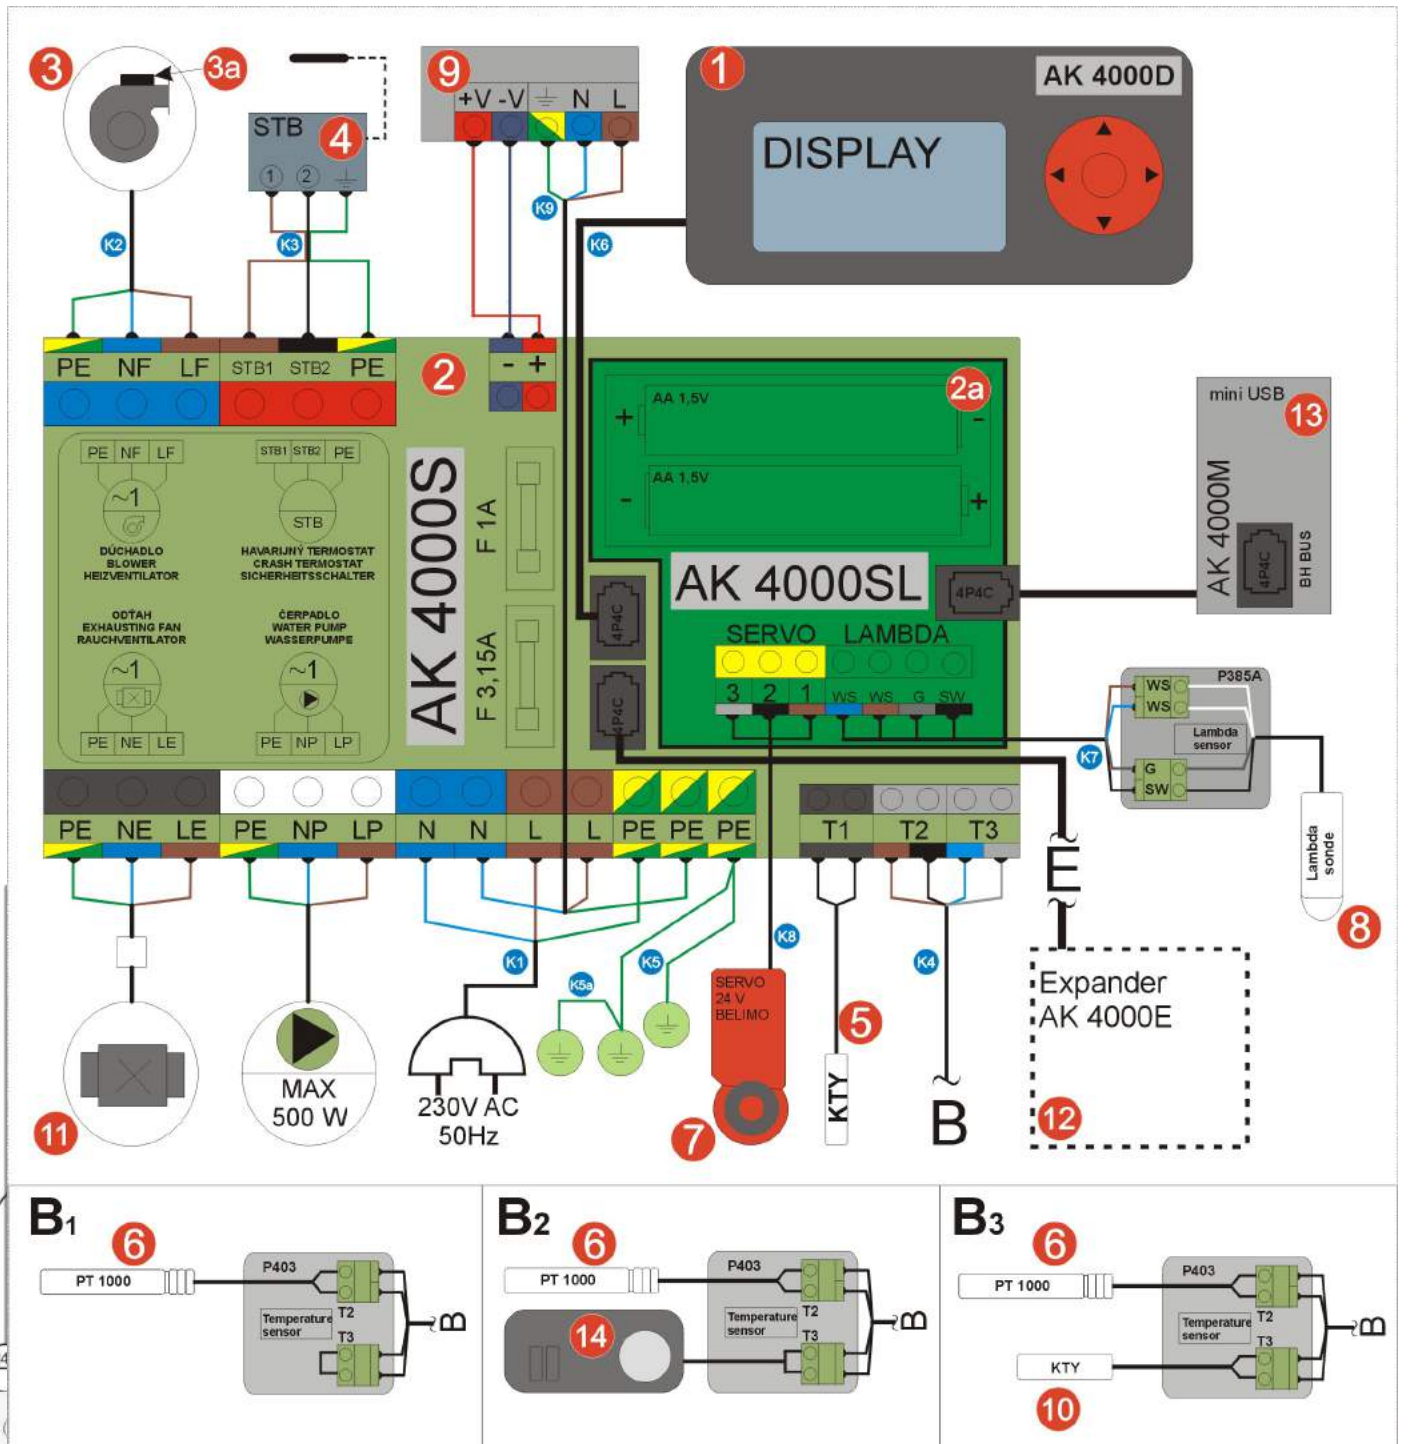 3
3a
STB
4
1 2
9
+V -V N L
1
AK 4000D
DISPLAY
K2
K3
K9
K6
PE NF LF STB1 STB2 PE
2
- +
2a
AA 1,5V
+ -
AA 1,5V
- +
mini USB
13
AK 4000M
4P4C
BH BUS
PE NF LF
~1
DÚCHADLO
BLOWER
HEIZVENTILATOR
STB1 STB2 PE
STB
HAVARIJNÝ TERMOSTAT
CRASH TERMOSTAT
SICHERHEITSSCHALTER
AK 4000S
F 1A
F 3,15A
4P4C
4P4C
AK 4000SL
4P4C
ODŤAH
EXHAUSTING FAN
RAUCHVENTILATOR
~1
PE NE LE
ČERPADLO
WATER PUMP
WASSERPUMPE
~1
PE NP LP
SERVO LAMBDA
3 2 1 WS WS G SW
P385A
WS
WS
Lambda
sensor
G
SW
K7
PE NE LE PE NP LP N N L L PE PE PE T1 T2 T3
E
Lambda
sonde
8
K1
K5a
K5
K8
K4
SERVO
24 V
BELIMO
5
KTY
7
B
Expander
AK 4000E
12
11
MAX
500 W
230V AC
50Hz
B1
6
PT 1000
P403
T2
Temperature
sensor
T3
B
B2
6
PT 1000
14
P403
T2
Temperature
sensor
T3
B
B3
6
PT 1000
KTY
10
P403
T2
Temperature
sensor
T3
B